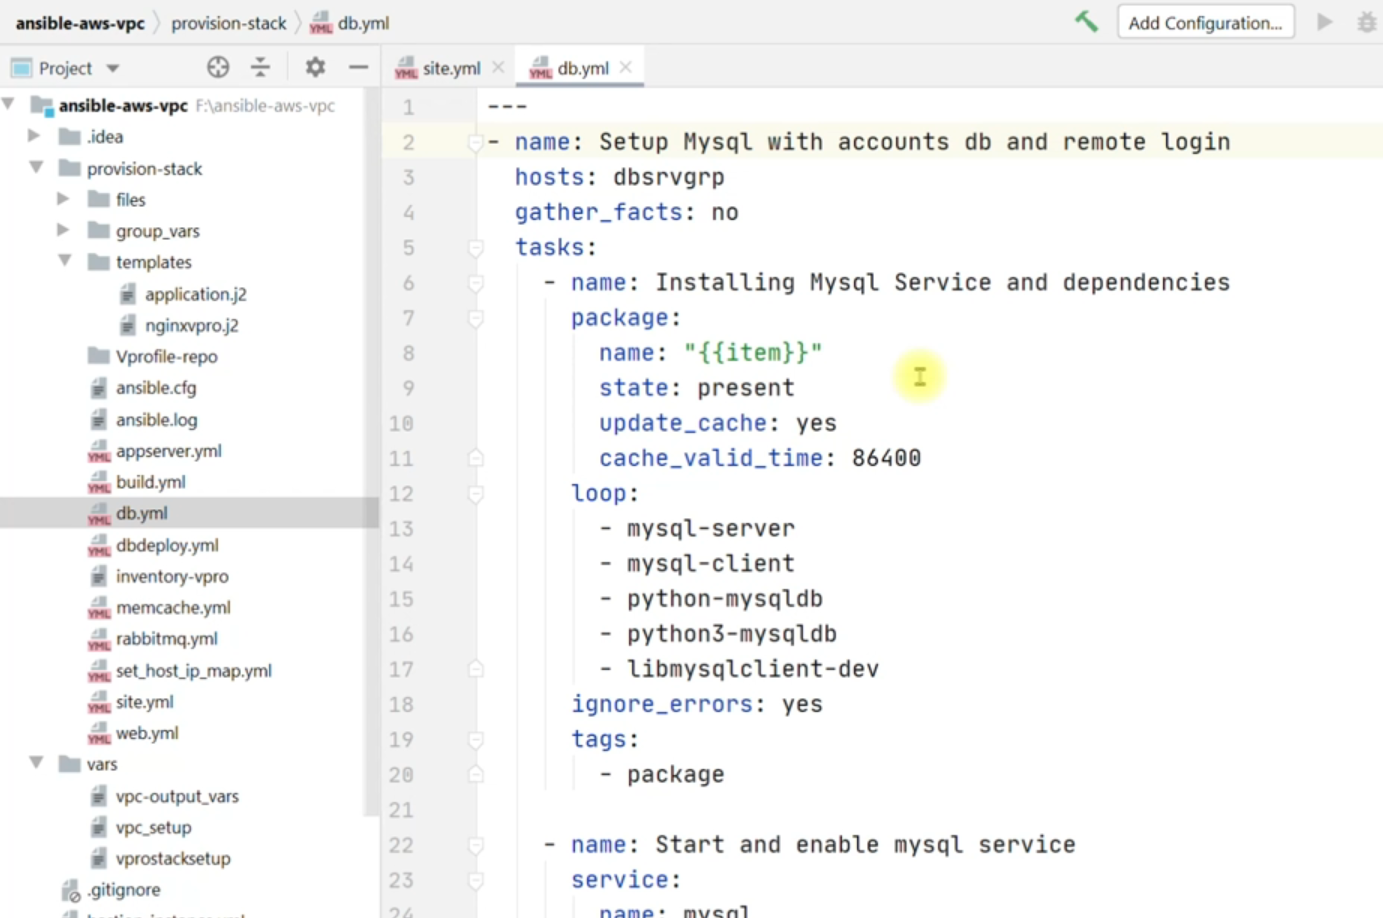 ansible-aws-vpc provision-stack db.yml Add Configuration...
Project site.yml db.yml
ansible-aws-vpc F:\ansible-aws-vpc
.idea
provision-stack
files
group_vars
templates
application.j2
nginxvpro.j2
Vprofile-repo
ansible.cfg
ansible.log
appserver.yml
build.yml
db.yml
dbdeploy.yml
inventory-vpro
memcache.yml
rabbitmq.yml
set_host_ip_map.yml
site.yml
web.yml
vars
vpc-output_vars
vpc_setup
vprostacksetup
.gitignore
1 ---
2 - name: Setup Mysql with accounts db and remote login
3 hosts: dbsrvgrp
4 gather_facts: no
5 tasks:
6 - name: Installing Mysql Service and dependencies
7 package:
8 name: "{{item}}"
9 state: present
10 update_cache: yes
11 cache_valid_time: 86400
12 loop:
13 - mysql-server
14 - mysql-client
15 - python-mysqldb
16 - python3-mysqldb
17 - libmysqlclient-dev
18 ignore_errors: yes
19 tags:
20 - package
21
22 - name: Start and enable mysql service
23 service:
24 name: mysql